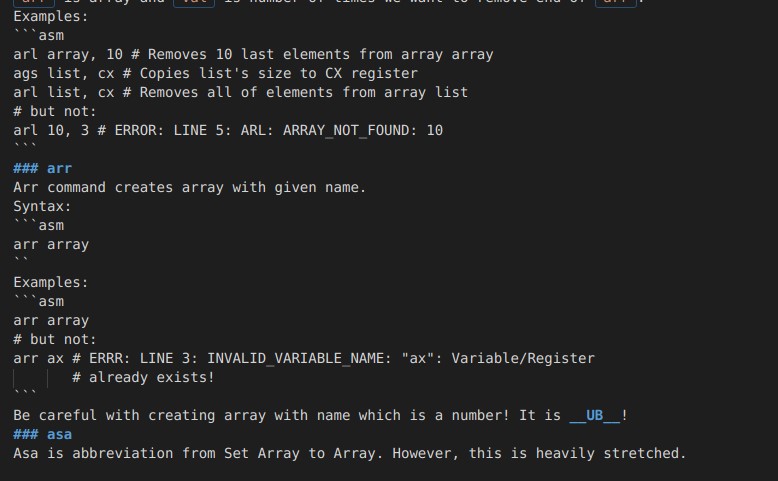 Examples:
```asm
arl array, 10 # Removes 10 last elements from array array
ags list, cx # Copies list's size to CX register
arl list, cx # Removes all of elements from array list
# but not:
arl 10, 3 # ERROR: LINE 5: ARL: ARRAY_NOT_FOUND: 10
```
### arr
Arr command creates array with given name.
Syntax:
```asm
arr array
``
Examples:
```asm
arr array
# but not:
arr ax # ERRR: LINE 3: INVALID_VARIABLE_NAME: "ax": Variable/Register
# already exists!
```
Be careful with creating array with name which is a number! It is __UB__!
### asa
Asa is abbreviation from Set Array to Array. However, this is heavily stretched.